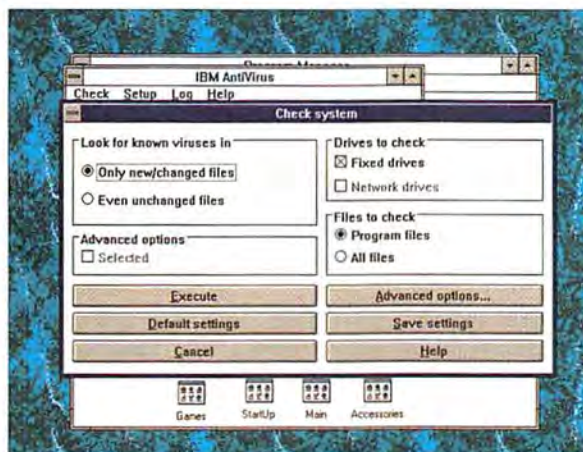 Program Manager
IBM AntiVirus
Check Setup Log Help
Check system
Look for known viruses in
Only new/changed files
Even unchanged files
Advanced options
Selected
Drives to check
Fixed drives
Network drives
Files to check
Program files
All files
Execute
Advanced options...
Default settings
Save settings
Cancel
Help
Games StartUp Main Accessories